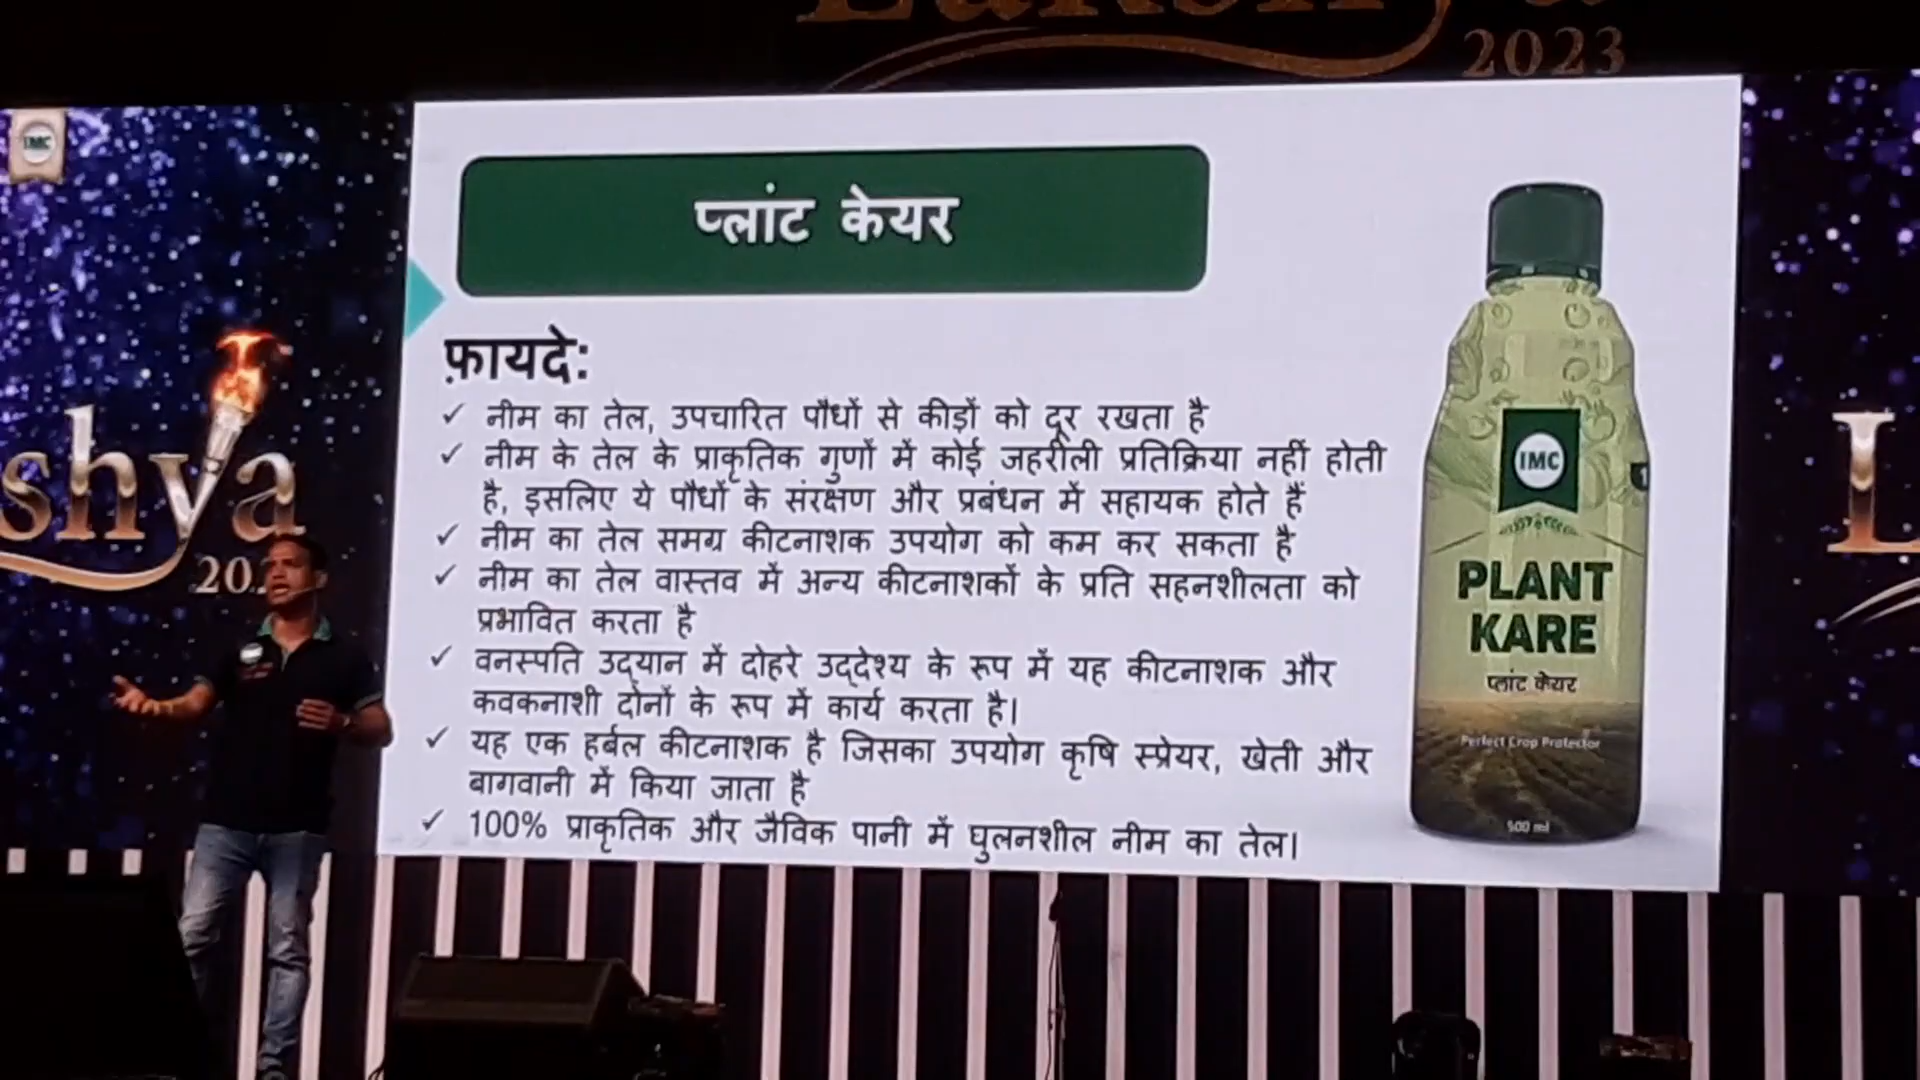 2023
IMC
प्लांट केयर
फ़ायदे:
✓ नीम का तेल, उपचारित पौधों से कीड़ों को दूर रखता है
✓ नीम के तेल के प्राकृतिक गुणों में कोई जहरीली प्रतिक्रिया नहीं होती
है, इसलिए ये पौधों के संरक्षण और प्रबंधन में सहायक होते हैं
✓ नीम का तेल समग्र कीटनाशक उपयोग को कम कर सकता है
✓ नीम का तेल वास्तव में अन्य कीटनाशकों के प्रति सहनशीलता को
प्रभावित करता है
✓ वनस्पति उद्यान में दोहरे उद्देश्य के रूप में यह कीटनाशक और
कवकनाशी दोनों के रूप में कार्य करता है।
✓ यह एक हर्बल कीटनाशक है जिसका उपयोग कृषि स्प्रेयर, खेती और
बागवानी में किया जाता है
✓ 100% प्राकृतिक और जैविक पानी में घुलनशील नीम का तेल।
IMC
PLANT
KARE
प्लांट केयर
Perfect Crop Protector
500 ml
shya
20
L